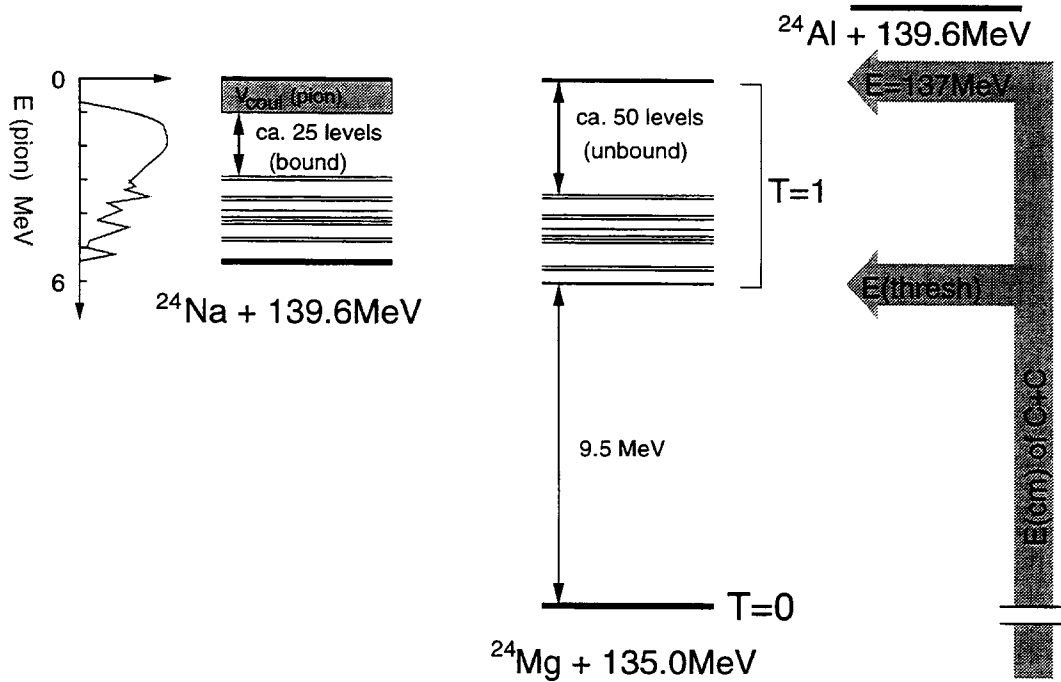 0
E (pion) MeV
6
V_coul (pion)
ca. 25 levels
(bound)
²⁴Na + 139.6MeV
ca. 50 levels
(unbound)
T=1
9.5 MeV
T=0
²⁴Mg + 135.0MeV
²⁴Al + 139.6MeV
E=137MeV
E(thresh)
E(cm) of C+C